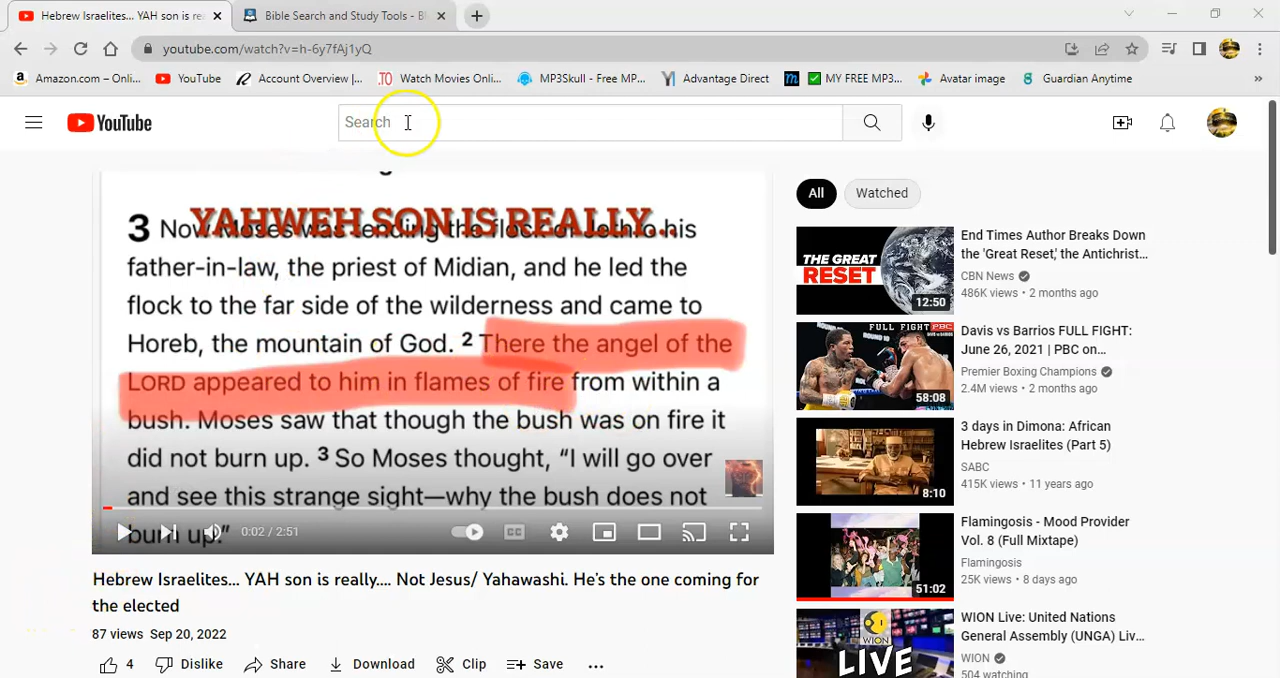 Hebrew Israelites... YAH son is re
Bible Search and Study Tools - Bl
youtube.com/watch?v=h-6y7fAj1yQ
Amazon.com – Onli...
YouTube
Account Overview |...
.TO Watch Movies Onli...
MP3Skull - Free MP...
Advantage Direct
m MY FREE MP3...
Avatar image
Guardian Anytime
»
YouTube
Search
YAHWEH SON IS REALLY...
3 Now Moses was tending the flock of Jethro his
father-in-law, the priest of Midian, and he led the
flock to the far side of the wilderness and came to
Horeb, the mountain of God. 2 There the angel of the
LORD appeared to him in flames of fire from within a
bush. Moses saw that though the bush was on fire it
did not burn up. 3 So Moses thought, “I will go over
and see this strange sight—why the bush does not
burn up.”
0:02 / 2:51
CC
Hebrew Israelites... YAH son is really.... Not Jesus/ Yahawashi. He's the one coming for
the elected
87 views Sep 20, 2022
4 Dislike Share Download Clip Save ...
All Watched
THE GREAT
RESET
12:50
End Times Author Breaks Down
the 'Great Reset,' the Antichrist...
CBN News
486K views • 2 months ago
FULL FIGHT PBC
58:08
Davis vs Barrios FULL FIGHT:
June 26, 2021 | PBC on...
Premier Boxing Champions
2.4M views • 2 months ago
8:10
3 days in Dimona: African
Hebrew Israelites (Part 5)
SABC
415K views • 11 years ago
51:02
Flamingosis - Mood Provider
Vol. 8 (Full Mixtape)
Flamingosis
25K views • 8 days ago
WION
LIVE
WION Live: United Nations
General Assembly (UNGA) Liv...
WION
504 watching